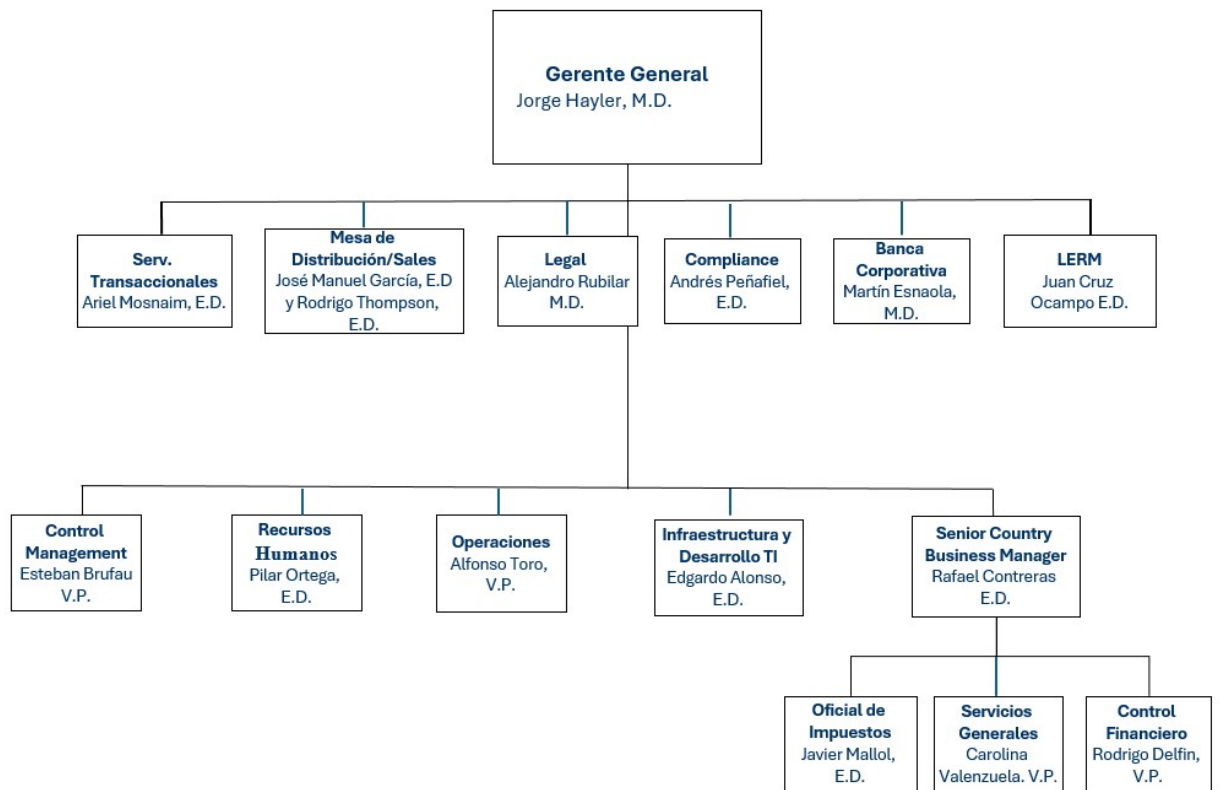 Gerente General
Jorge Hayler, M.D.
Serv.
Transaccionales
Ariel Mosnaim, E.D.
Mesa de
Distribución/Sales
José Manuel García, E.D
y Rodrigo Thompson,
E.D.
Legal
Alejandro Rubilar
M.D.
Compliance
Andrés Peñafiel,
E.D.
Banca
Corporativa
Martín Esnaola,
M.D.
LERM
Juan Cruz
Ocampo E.D.
Control
Management
Esteban Brufau
V.P.
Recursos
Humanos
Pilar Ortega,
E.D.
Operaciones
Alfonso Toro,
V.P.
Infraestructura y
Desarrollo TI
Edgardo Alonso,
E.D.
Senior Country
Business Manager
Rafael Contreras
E.D.
Oficial de
Impuestos
Javier Mallol,
E.D.
Servicios
Generales
Carolina
Valenzuela. V.P.
Control
Financiero
Rodrigo Delfin,
V.P.